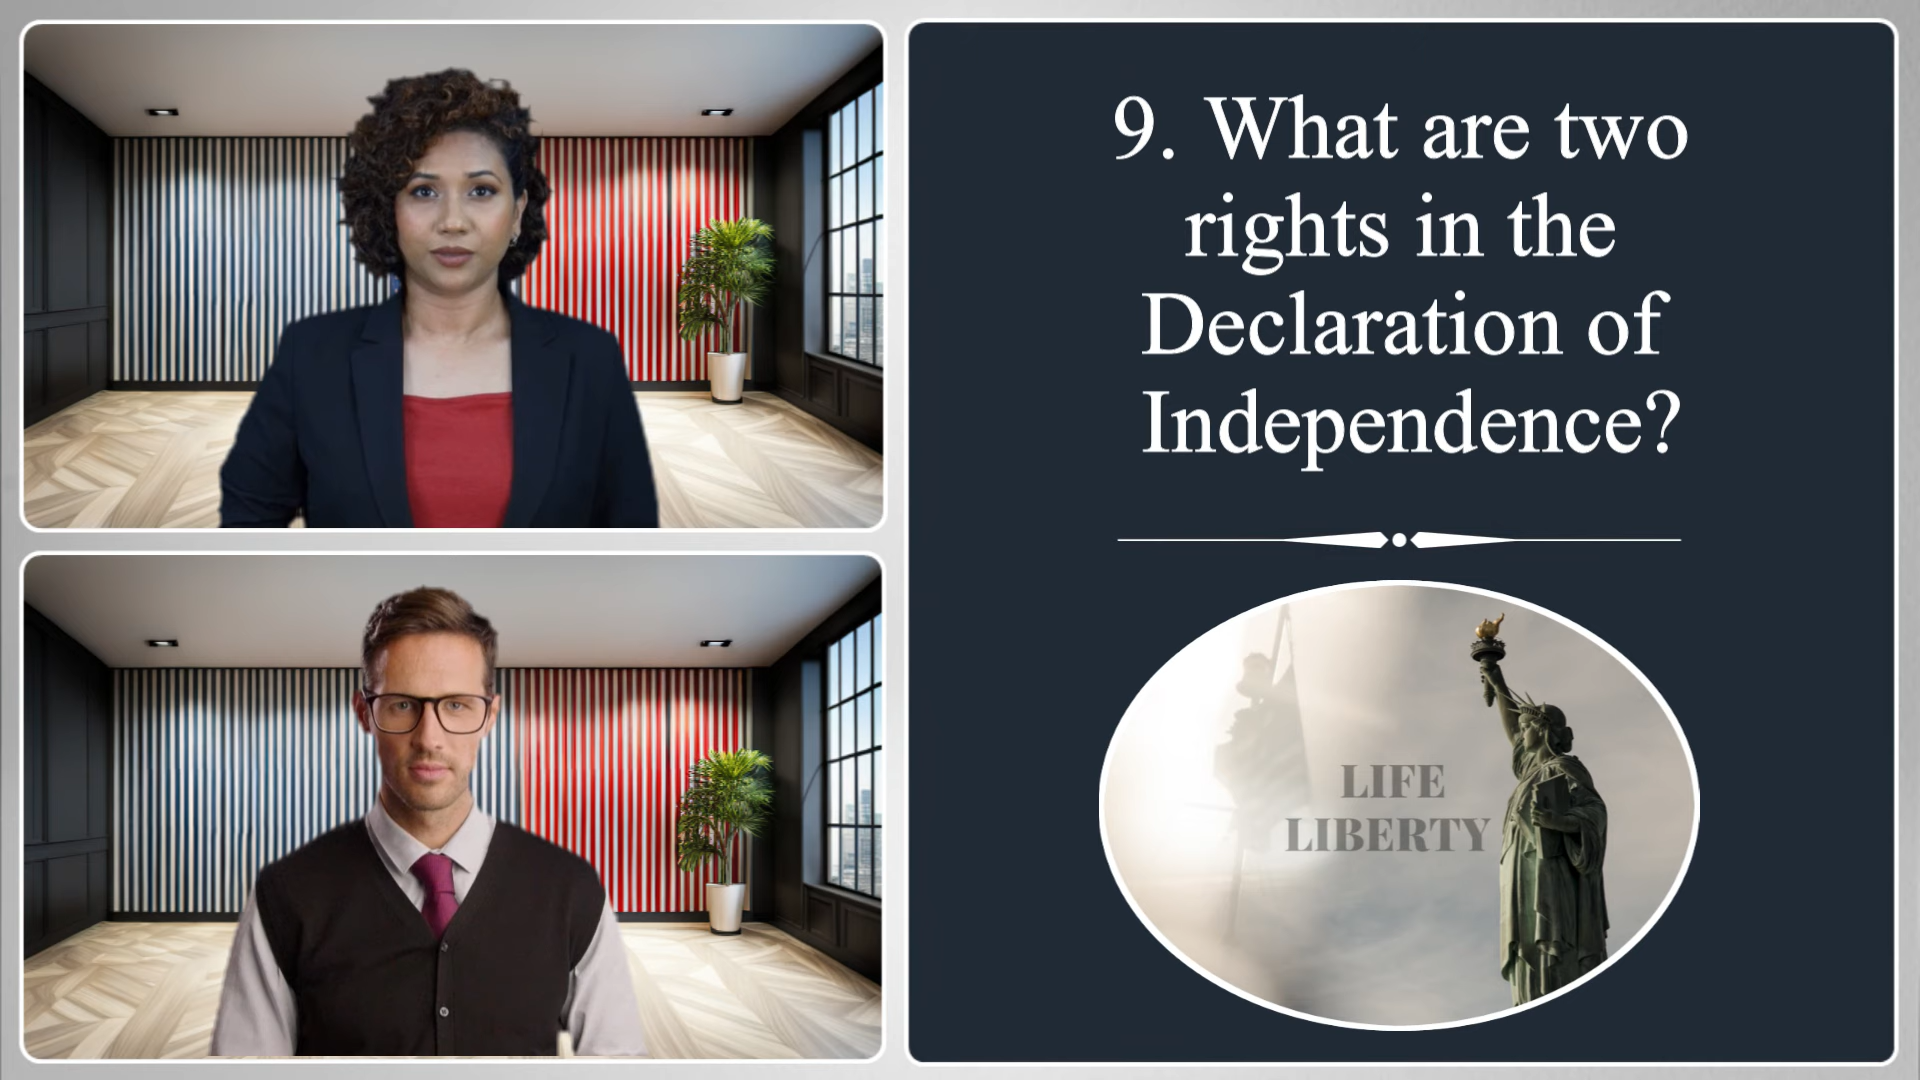 9. What are two
rights in the
Declaration of
Independence?
LIFE
LIBERTY